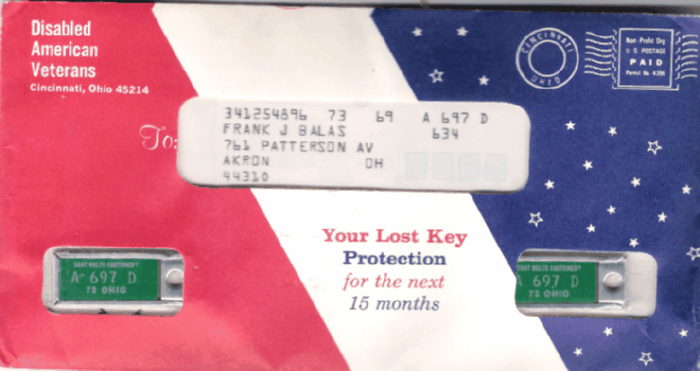 Disabled
American
Veterans
Cincinnati, Ohio 45214
CINCINNATI
OHIO
Non Profit Org
U S. POSTAGE
PAID
To:
341254896 73 69 A 697 D
FRANK J BALAS 634
761 PATTERSON AV
AKRON OH
44310
Your Lost Key
Protection
for the next
15 months
SEAT BELTS FASTENED?
A 697 D
73 OHIO
SEAT BELTS FASTENED?
A 697 D
73 OHIO